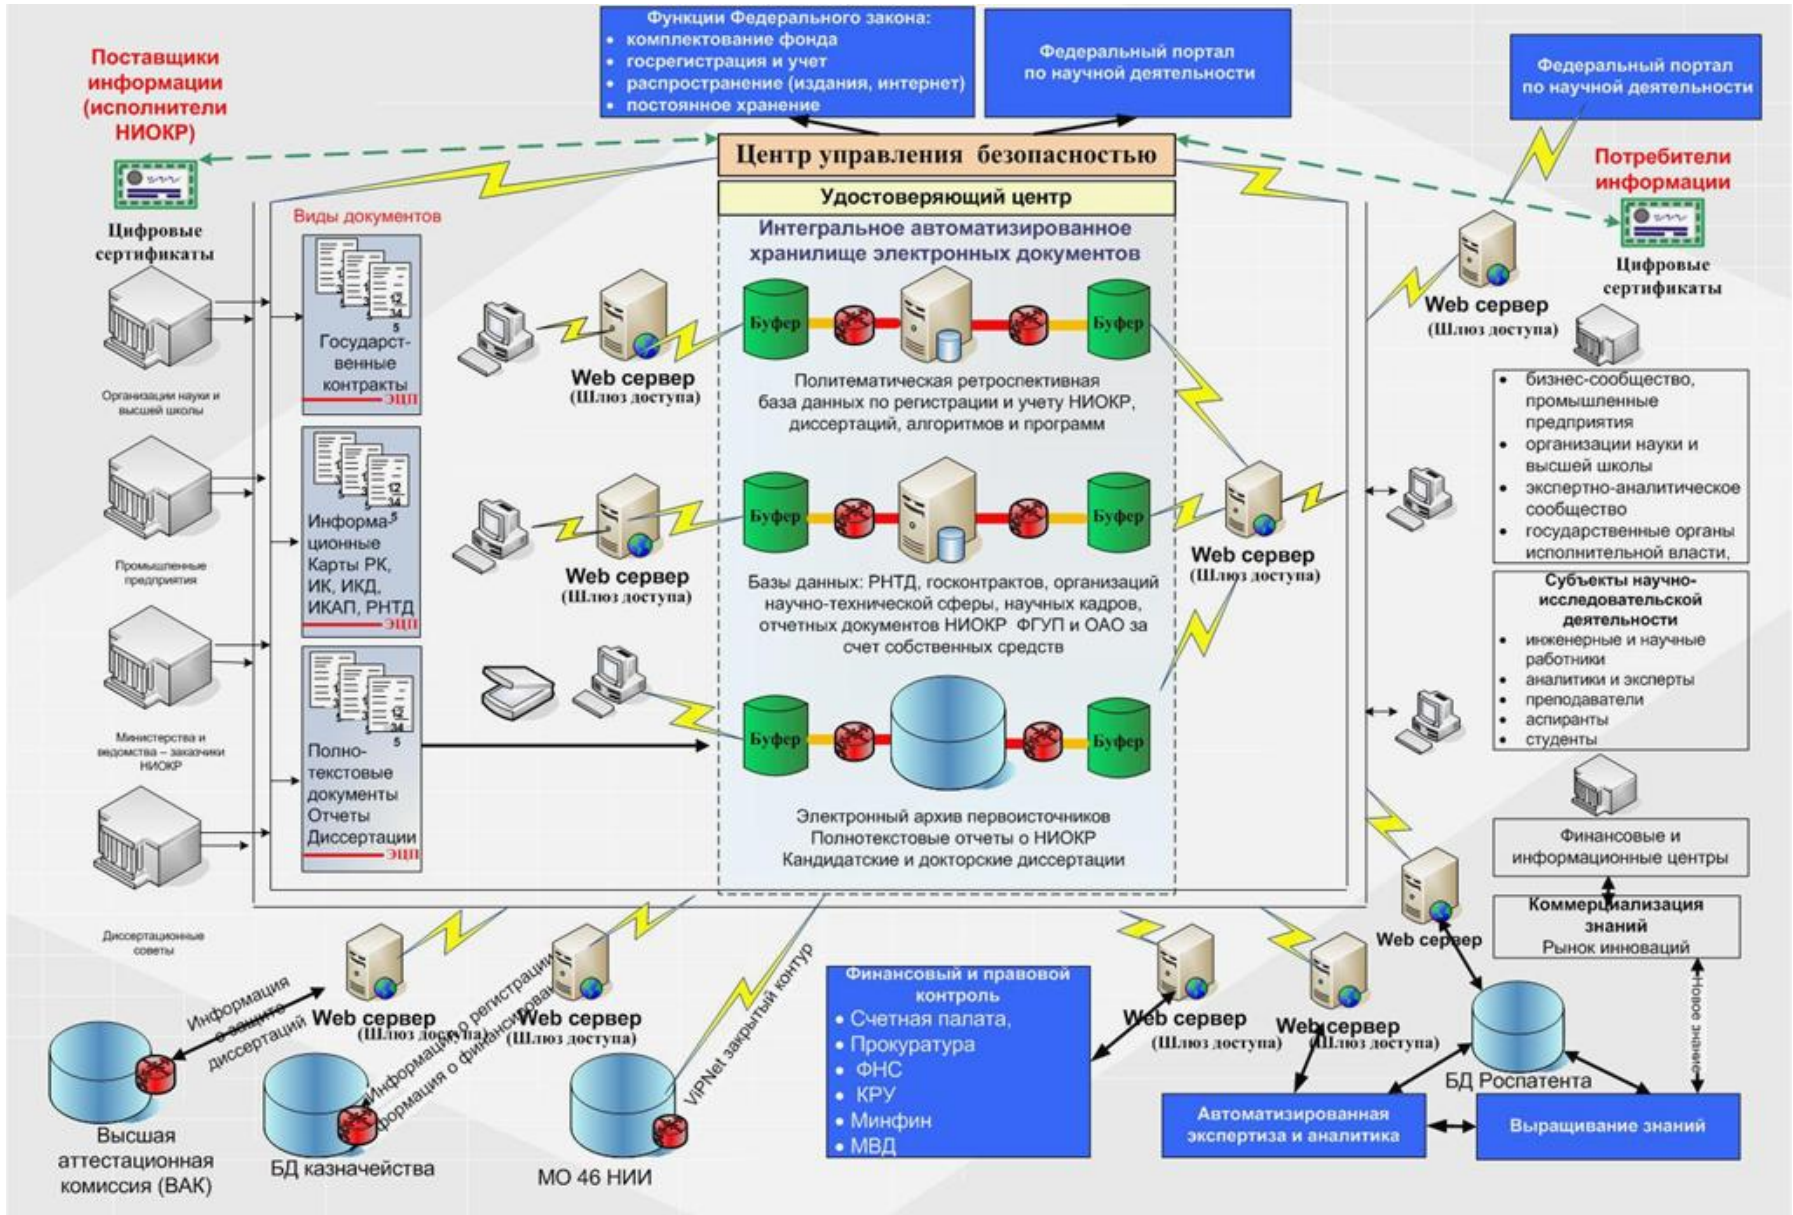 Функции Федерального закона:
• комплектование фонда
• госрегистрация и учет
• распространение (издания, интернет)
• постоянное хранение
Федеральный портал
по научной деятельности
Федеральный портал
по научной деятельности
Поставщики
информации
(исполнители
НИОКР)
Цифровые
сертификаты
Центр управления безопасностью
Удостоверяющий центр
Потребители
информации
Цифровые
сертификаты
Виды документов
Государст-
венные
контракты
ЭЦП
Информа-
ционные
Карты РК,
ИК, ИКД,
ИКАП, РНТД
ЭЦП
Полно-
текстовые
документы
Отчеты
Диссертации
ЭЦП
Организации науки и
высшей школы
Промышленные
предприятия
Министерства и
ведомства – заказчики
НИОКР
Диссертационные
советы
Web сервер
(Шлюз доступа)
Web сервер
(Шлюз доступа)
Интегральное автоматизированное
хранилище электронных документов
Буфер
Буфер
Политематическая ретроспективная
база данных по регистрации и учету НИОКР,
диссертаций, алгоритмов и программ
Буфер
Буфер
Базы данных: РНТД, госконтрактов, организаций
научно-технической сферы, научных кадров,
отчетных документов НИОКР ФГУП и ОАО за
счет собственных средств
Буфер
Буфер
Электронный архив первоисточников
Полнотекстовые отчеты о НИОКР
Кандидатские и докторские диссертации
Web сервер
(Шлюз доступа)
Web сервер
(Шлюз доступа)
• бизнес-сообщество,
промышленные
предприятия
• организации науки и
высшей школы
• экспертно-аналитическое
сообщество
• государственные органы
исполнительной власти,
Субъекты научно-
исследовательской
деятельности
• инженерные и научные
работники
• аналитики и эксперты
• преподаватели
• аспиранты
• студенты
Финансовые и
информационные центры
Коммерциализация
знаний
Рынок инноваций
Новое знание
Web сервер
БД Роспатента
Выращивание знаний
Автоматизированная
экспертиза и аналитика
Web сервер
(Шлюз доступа)
Web сервер
(Шлюз доступа)
Финансовый и правовой
контроль
• Счетная палата,
• Прокуратура
• ФНС
• КРУ
• Минфин
• МВД
ViPNet закрытый контур
МО 46 НИИ
Web сервер
(Шлюз доступа)
Информация о регистрации
о финансировании
БД казначейства
Web сервер
(Шлюз доступа)
Информация
о защите
диссертаций
Высшая
аттестационная
комиссия (ВАК)